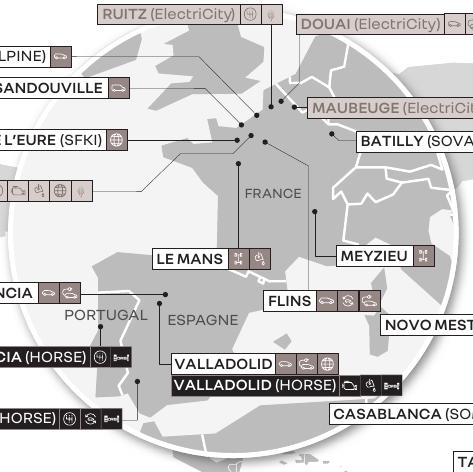 RUITZ (ElectriCity)
DOUAI (ElectriCity)
LPINE)
SANDOUVILLE
MAUBEUGE (ElectriCit
E L'EURE (SFKI)
BATILLY (SOVA
FRANCE
LE MANS
MEYZIEU
NCIA
FLINS
PORTUGAL
ESPAGNE
NOVO MEST
CIA (HORSE)
VALLADOLID
VALLADOLID (HORSE)
HORSE)
CASABLANCA (SO
TA